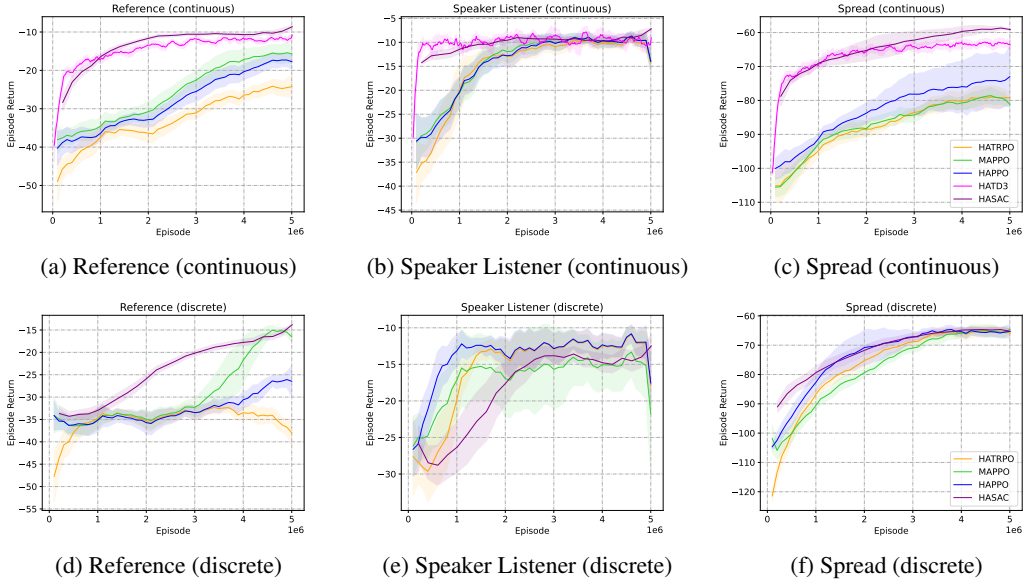 Reference (continuous)
Episode Return
−10
−20
−30
−40
−50
0 1 2 3 4 5
Episode
1e6
(a) Reference (continuous)
Speaker Listener (continuous)
Episode Return
−5
−10
−15
−20
−25
−30
−35
−40
−45
0 1 2 3 4 5
Episode
1e6
(b) Speaker Listener (continuous)
Spread (continuous)
Episode Return
−60
−70
−80
−90
−100
−110
HATRPO
MAPPO
HAPPO
HATD3
HASAC
0 1 2 3 4 5
Episode
1e6
(c) Spread (continuous)
Reference (discrete)
Episode Return
−15
−20
−25
−30
−35
−40
−45
−50
−55
0 1 2 3 4 5
Episode
1e6
(d) Reference (discrete)
Speaker Listener (discrete)
Episode Return
−10
−15
−20
−25
−30
0 1 2 3 4 5
Episode
1e6
(e) Speaker Listener (discrete)
Spread (discrete)
Episode Return
−60
−70
−80
−90
−100
−110
−120
HATRPO
MAPPO
HAPPO
HASAC
0 1 2 3 4 5
Episode
1e6
(f) Spread (discrete)